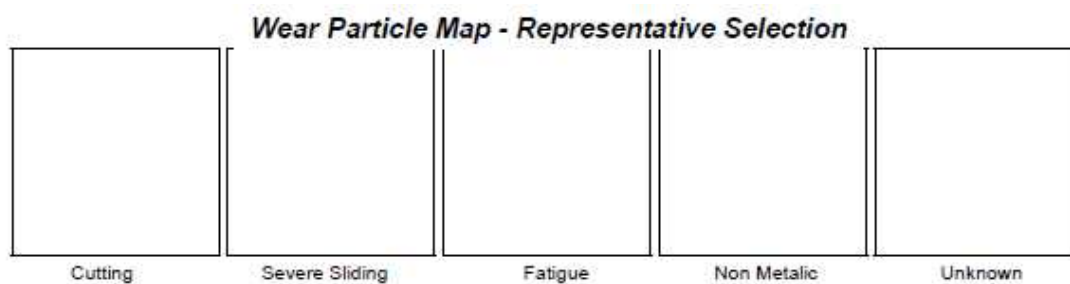 Wear Particle Map - Representative Selection
Cutting Severe Sliding Fatigue Non Metalic Unknown